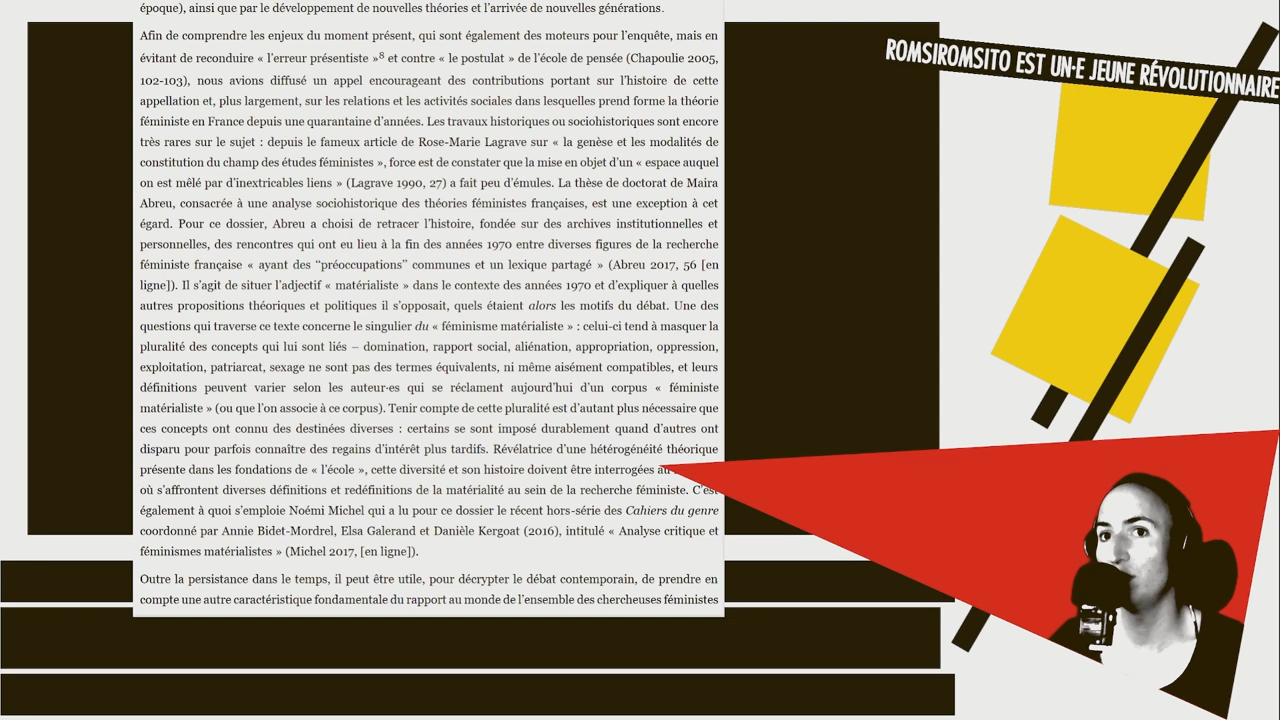 époque), ainsi que par le développement de nouvelles théories et l'arrivée de nouvelles générations.
Afin de comprendre les enjeux du moment présent, qui sont également des moteurs pour l'enquête, mais en
évitant de reconduire « l'erreur présentiste »8 et contre « le postulat » de l'école de pensée (Chapoulie 2005,
102-103), nous avions diffusé un appel encourageant des contributions portant sur l'histoire de cette
appellation et, plus largement, sur les relations et les activités sociales dans lesquelles prend forme la théorie
féministe en France depuis une quarantaine d'années. Les travaux historiques ou sociohistoriques sont encore
très rares sur le sujet : depuis le fameux article de Rose-Marie Lagrave sur « la genèse et les modalités de
constitution du champ des études féministes », force est de constater que la mise en objet d'un « espace auquel
on est mêlé par d'inextricables liens » (Lagrave 1990, 27) a fait peu d'émules. La thèse de doctorat de Maira
Abreu, consacrée à une analyse sociohistorique des théories féministes françaises, est une exception à cet
égard. Pour ce dossier, Abreu a choisi de retracer l'histoire, fondée sur des archives institutionnelles et
personnelles, des rencontres qui ont eu lieu à la fin des années 1970 entre diverses figures de la recherche
féministe française « ayant des “préoccupations” communes et un lexique partagé » (Abreu 2017, 56 [en
ligne]). Il s'agit de situer l'adjectif « matérialiste » dans le contexte des années 1970 et d'expliquer à quelles
autres propositions théoriques et politiques il s'opposait, quels étaient alors les motifs du débat. Une des
questions qui traverse ce texte concerne le singulier du « féminisme matérialiste » : celui-ci tend à masquer la
pluralité des concepts qui lui sont liés – domination, rapport social, aliénation, appropriation, oppression,
exploitation, patriarcat, sexage ne sont pas des termes équivalents, ni même aisément compatibles, et leurs
définitions peuvent varier selon les auteur·es qui se réclament aujourd'hui d'un corpus « féministe
matérialiste » (ou que l'on associe à ce corpus). Tenir compte de cette pluralité est d'autant plus nécessaire que
ces concepts ont connu des destinées diverses : certains se sont imposé durablement quand d'autres ont
disparu pour parfois connaître des regains d'intérêt plus tardifs. Révélatrice d'une hétérogénéité théorique
présente dans les fondations de « l'école », cette diversité et son histoire doivent être interrogées
où s'affrontent diverses définitions et redéfinitions de la matérialité au sein de la recherche féministe. C'est
également à quoi s'emploie Noémi Michel qui a lu pour ce dossier le récent hors-série des Cahiers du genre
coordonné par Annie Bidet-Mordrel, Elsa Galerand et Danièle Kergoat (2016), intitulé « Analyse critique et
féminismes matérialistes » (Michel 2017, [en ligne]).
Outre la persistance dans le temps, il peut être utile, pour décrypter le débat contemporain, de prendre en
compte une autre caractéristique fondamentale du rapport au monde de l'ensemble des chercheuses féministes
ROMSIROMSITO EST UN·E JEUNE RÉVOLUTIONNAIRE